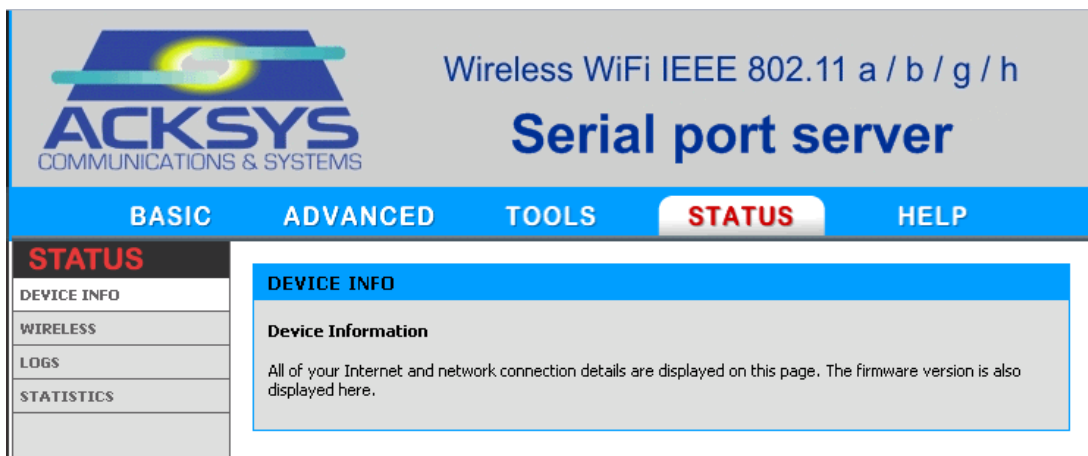 ACKSYS
COMMUNICATIONS & SYSTEMS
Wireless WiFi IEEE 802.11 a / b / g / h
Serial port server
BASIC ADVANCED TOOLS STATUS HELP
STATUS
DEVICE INFO
WIRELESS
LOGS
STATISTICS
DEVICE INFO
Device Information
All of your Internet and network connection details are displayed on this page. The firmware version is also
displayed here.